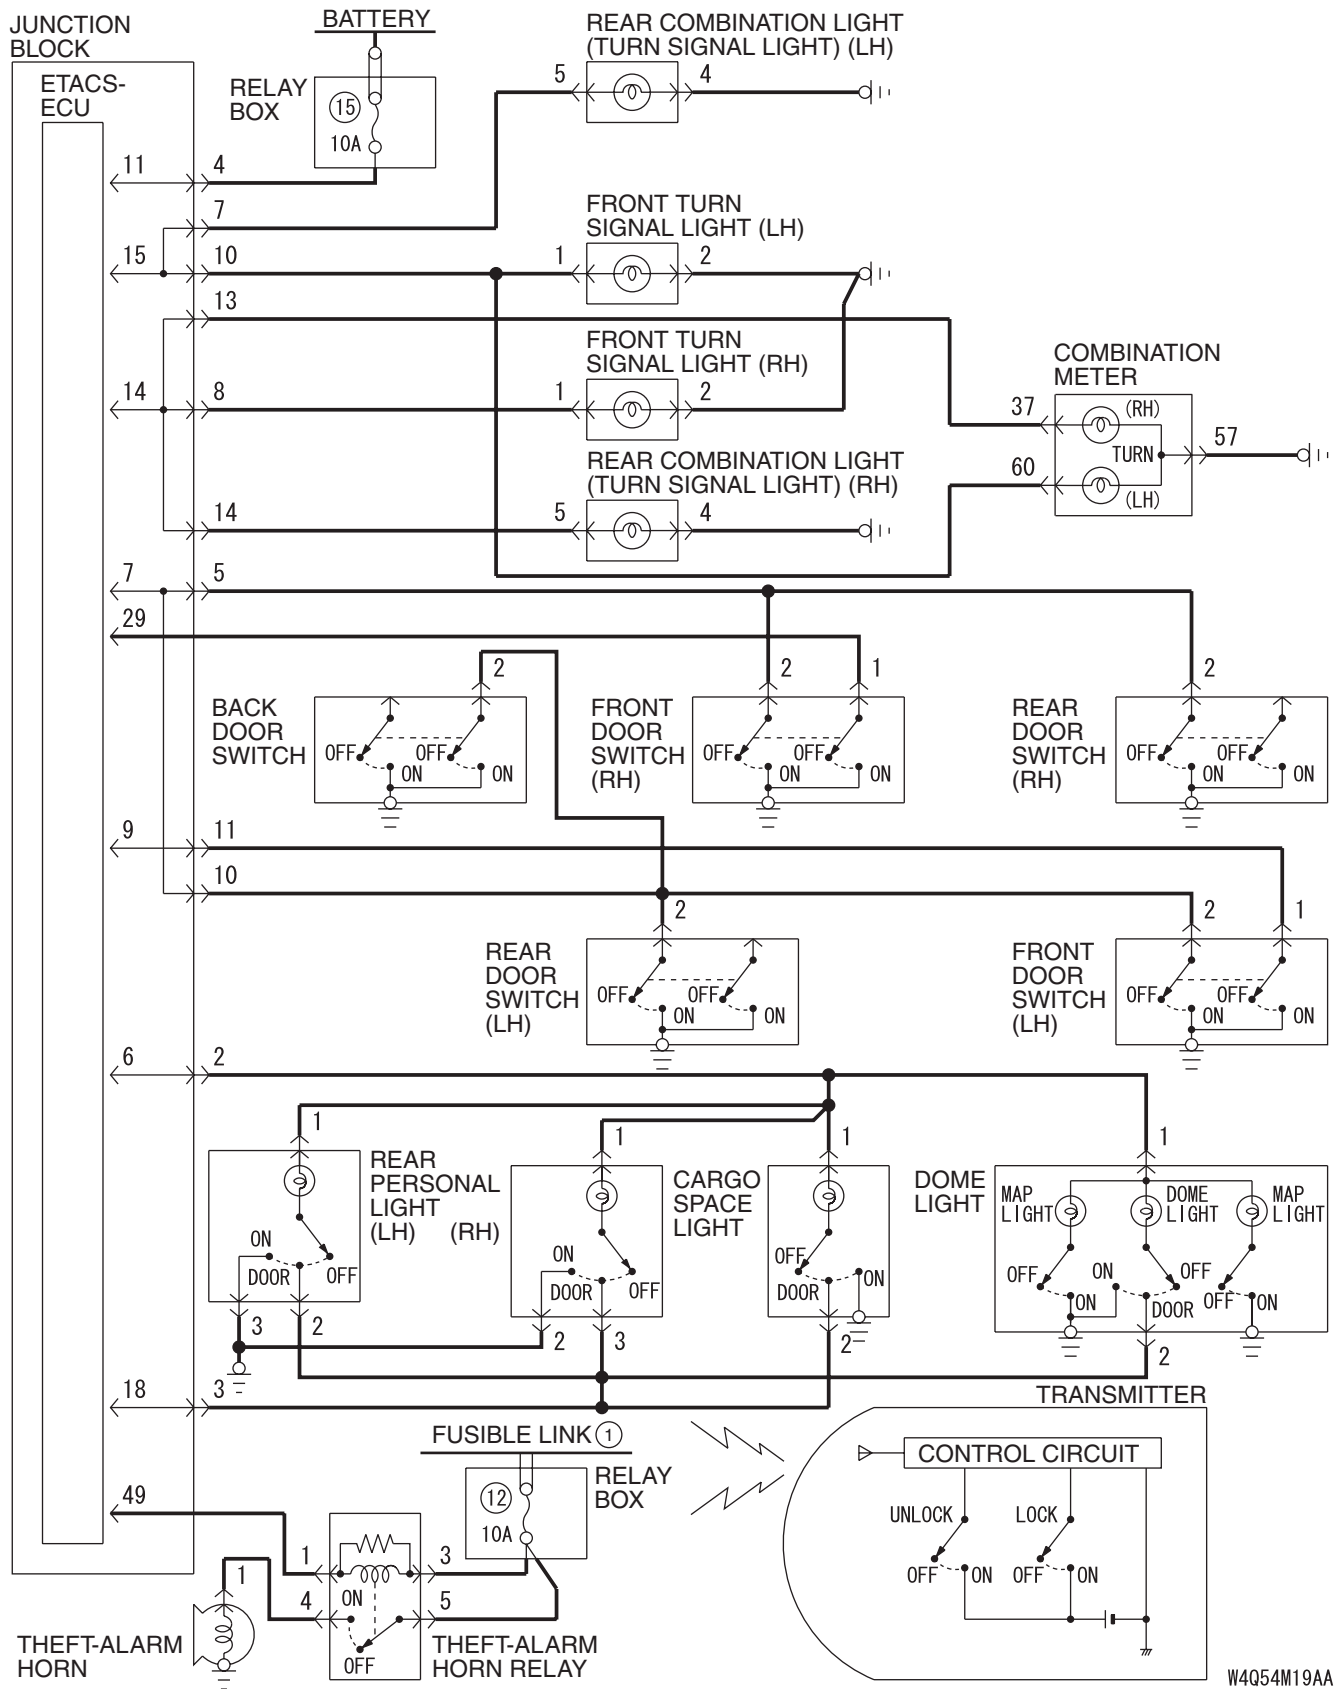 JUNCTION
BLOCK
BATTERY
REAR COMBINATION LIGHT
(TURN SIGNAL LIGHT) (LH)
ETACS-
ECU
RELAY
BOX
15
10A
5
4
11
4
7
FRONT TURN
SIGNAL LIGHT (LH)
15
10
1
2
13
FRONT TURN
SIGNAL LIGHT (RH)
COMBINATION
METER
14
8
1
2
37
(RH)
TURN
57
REAR COMBINATION LIGHT
(TURN SIGNAL LIGHT) (RH)
60
(LH)
14
5
4
7
5
29
2
2
1
2
BACK
DOOR
SWITCH
OFF
OFF
ON
ON
FRONT
DOOR
SWITCH
(RH)
OFF
OFF
ON
ON
REAR
DOOR
SWITCH
(RH)
OFF
OFF
ON
ON
9
11
10
2
2
1
REAR
DOOR
SWITCH
(LH)
OFF
OFF
ON
ON
FRONT
DOOR
SWITCH
(LH)
OFF
OFF
ON
ON
6
2
1
1
1
1
REAR
PERSONAL
LIGHT
(LH) (RH)
ON
DOOR
OFF
ON
DOOR
OFF
CARGO
SPACE
LIGHT
OFF
DOOR
ON
DOME
LIGHT
MAP
LIGHT
DOME
LIGHT
MAP
LIGHT
OFF
ON
ON
OFF
DOOR
OFF
ON
3
2
2
3
2
2
18
3
TRANSMITTER
FUSIBLE LINK 1
RELAY
BOX
12
10A
CONTROL CIRCUIT
UNLOCK
LOCK
OFF
ON
OFF
ON
49
1
1
3
4
ON
5
OFF
THEFT-ALARM
HORN
THEFT-ALARM
HORN RELAY
W4Q54M19AA